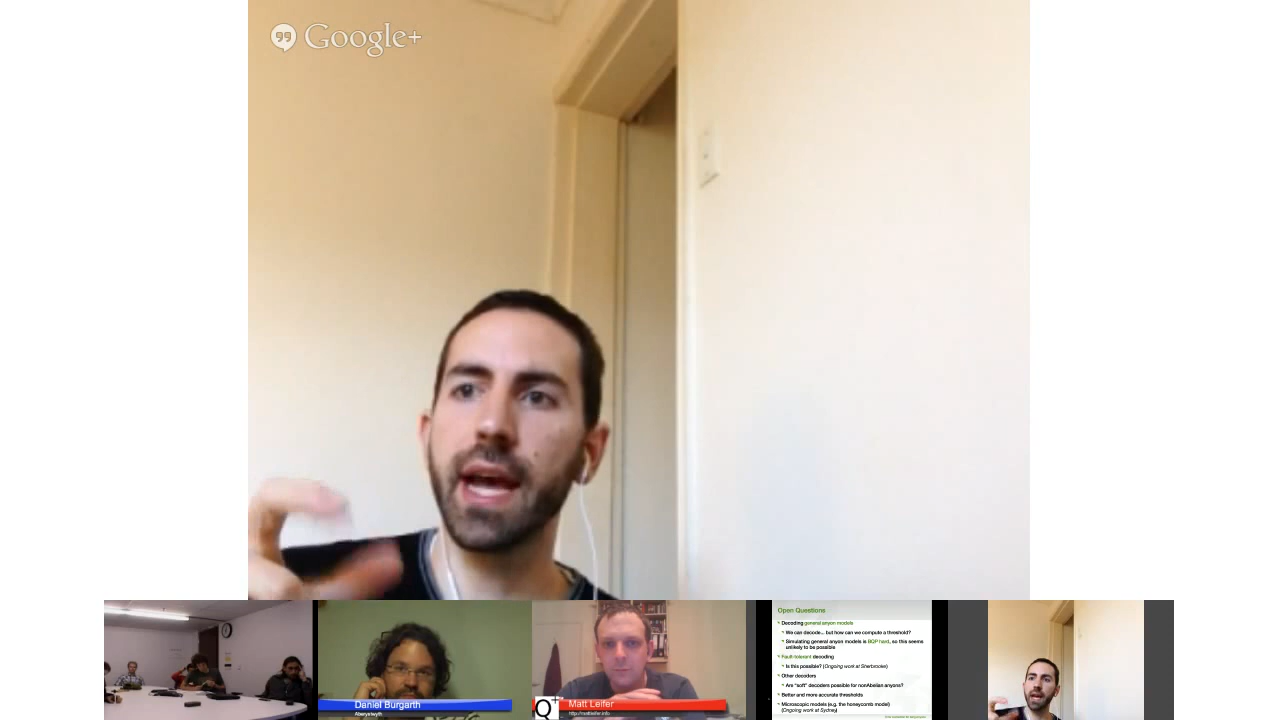 Google+
Daniel Burgarth
Aberystwyth
Q+
Matt Leifer
http://mattleifer.info
Open Questions
Decoding general anyon models
We can decode... but how can we compute a threshold?
Simulating general anyon models is BQP hard, so this seems
unlikely to be possible
Fault-tolerant decoding
Is this possible? (Ongoing work at Sherbrooke)
Other decoders
Are "soft" decoders possible for nonAbelian anyons?
Better and more accurate thresholds
Microscopic models (e.g. the honeycomb model)
(Ongoing work at Sydney)